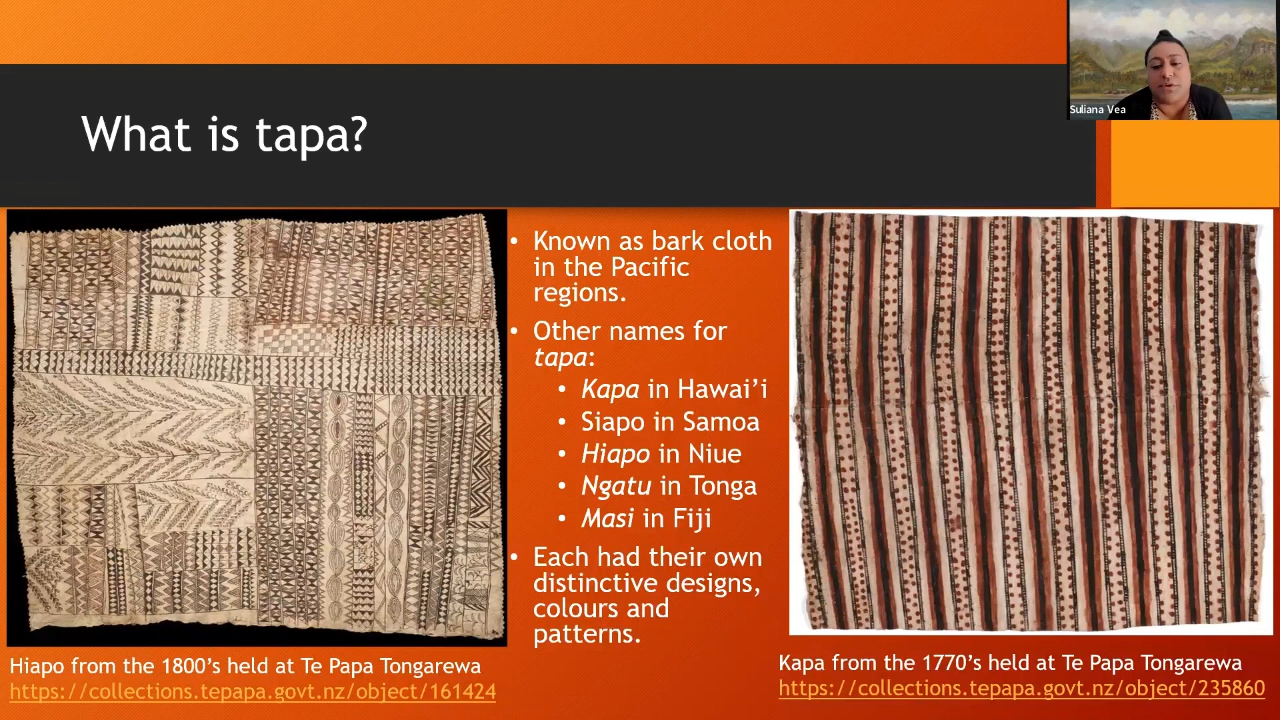 Suliana Vea
What is tapa?
• Known as bark cloth
in the Pacific
regions.
• Other names for
tapa:
• Kapa in Hawai’i
• Siapo in Samoa
• Hiapo in Niue
• Ngatu in Tonga
• Masi in Fiji
• Each had their own
distinctive designs,
colours and
patterns.
Hiapo from the 1800’s held at Te Papa Tongarewa
https://collections.tepapa.govt.nz/object/161424
Kapa from the 1770’s held at Te Papa Tongarewa
https://collections.tepapa.govt.nz/object/235860